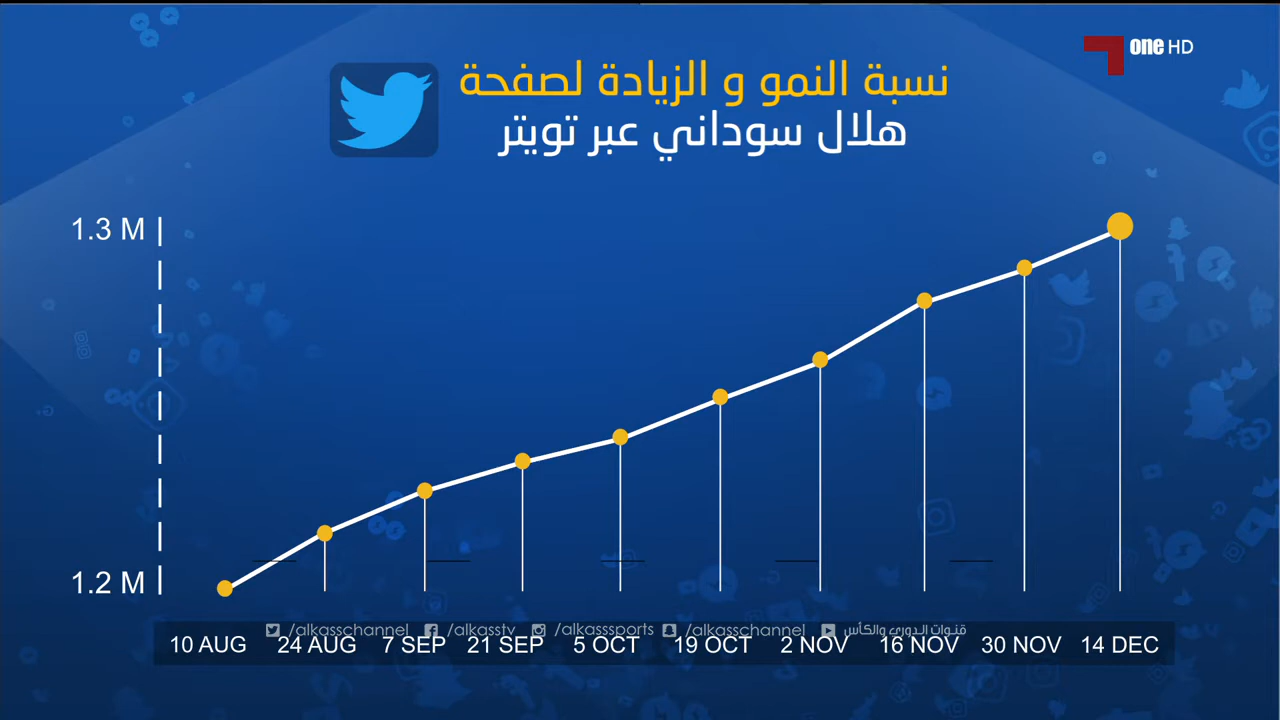 one HD
نسبة النمو و الزيادة لصفحة
هلال سوداني عبر تويتر
1.3 M
1.2 M
/alkasschannel /alkasstv /alkasssports /alkasschannel قنوات الدوري والكأس
10 AUG 24 AUG 7 SEP 21 SEP 5 OCT 19 OCT 2 NOV 16 NOV 30 NOV 14 DEC